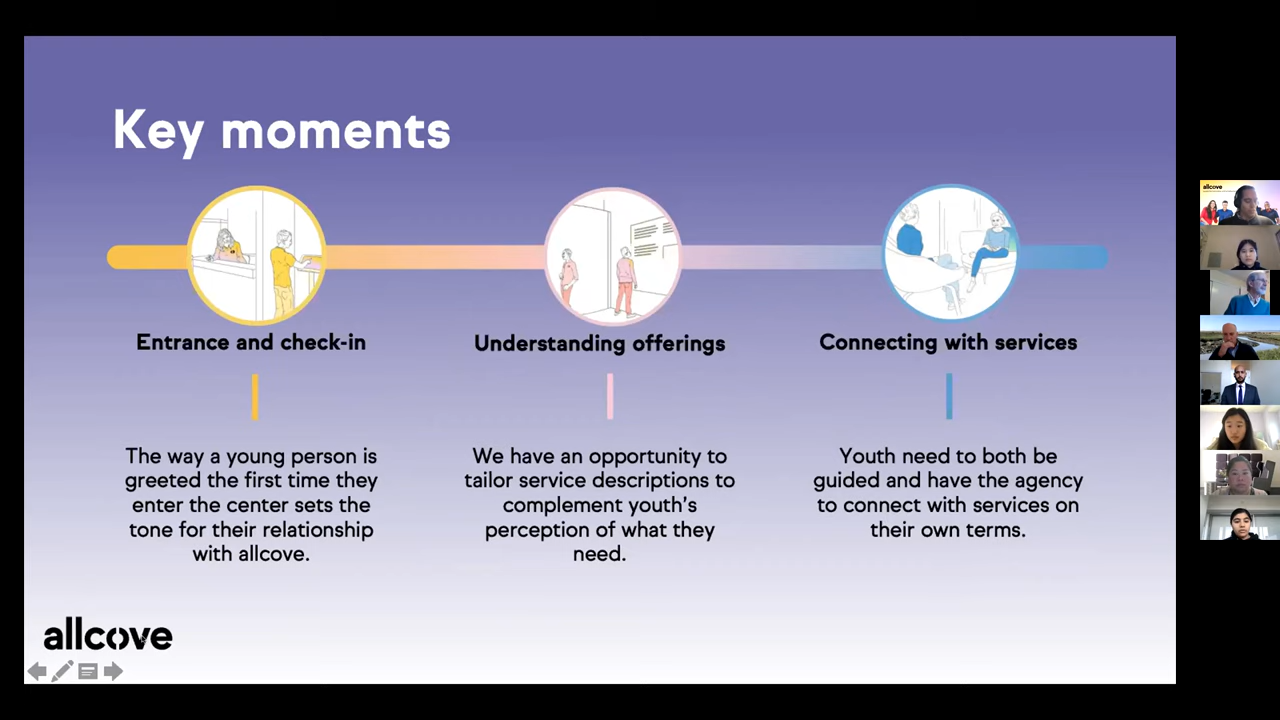 Key moments
Entrance and check-in
The way a young person is
greeted the first time they
enter the center sets the
tone for their relationship
with allcove.
Understanding offerings
We have an opportunity to
tailor service descriptions to
complement youth's
perception of what they
need.
Connecting with services
Youth need to both be
guided and have the agency
to connect with services on
their own terms.
allcove
allcove